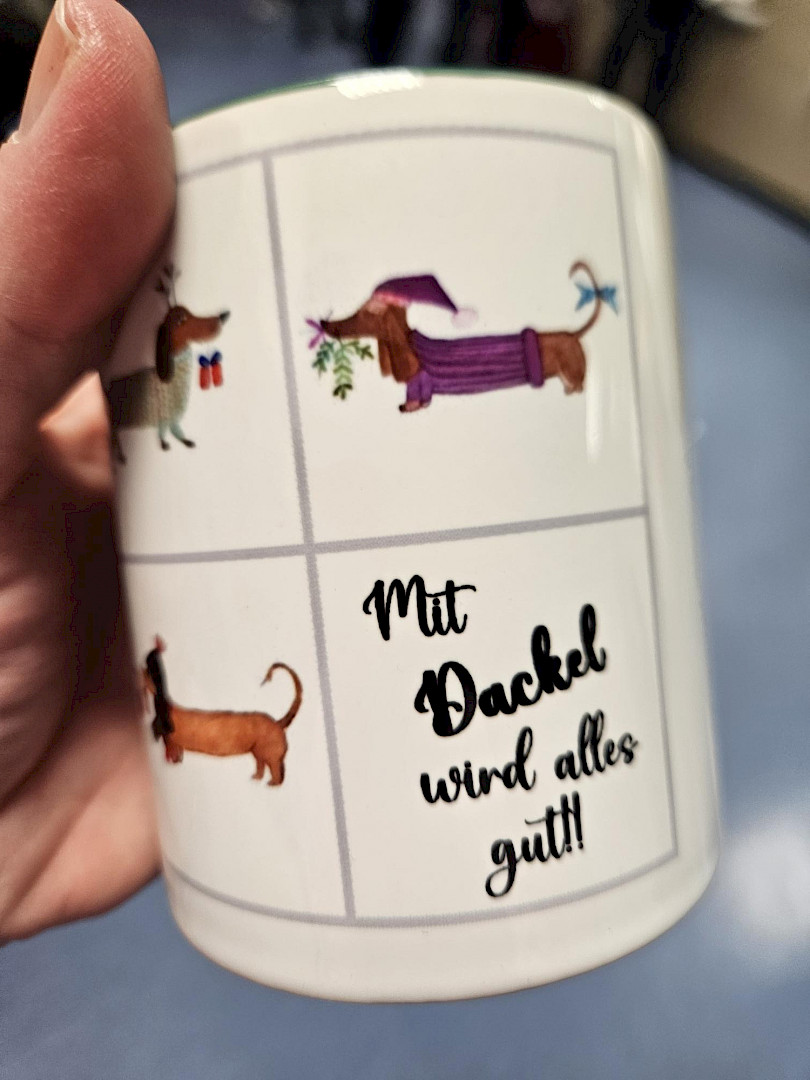 Mit
Dackel
wird alles
gut!!